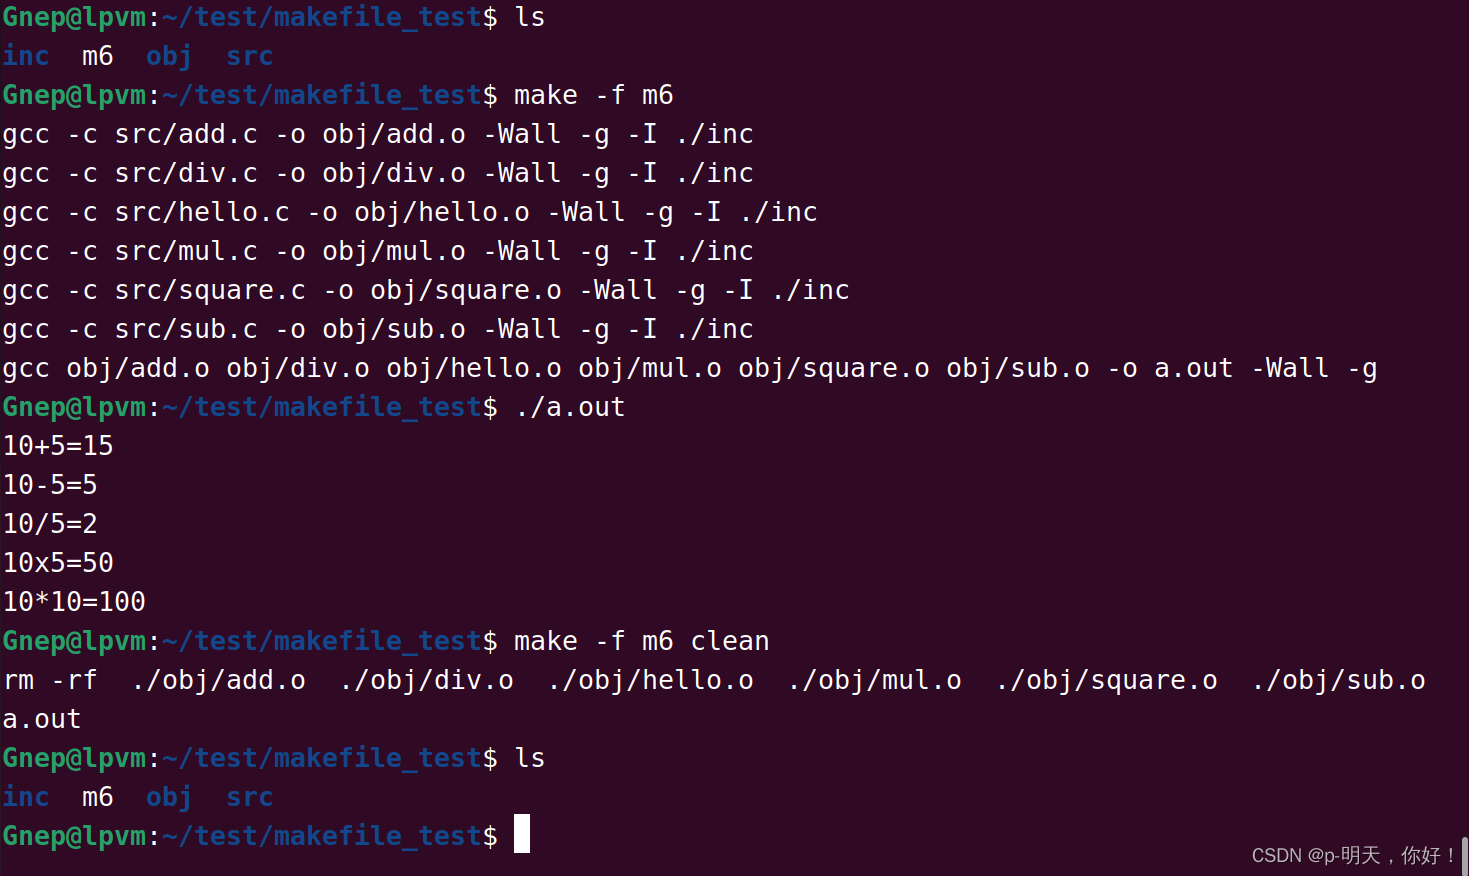 Gnep@lpvm:~/test/makefile_test$ ls
inc  m6  obj  src
Gnep@lpvm:~/test/makefile_test$ make -f m6
gcc -c src/add.c -o obj/add.o -Wall -g -I ./inc
gcc -c src/div.c -o obj/div.o -Wall -g -I ./inc
gcc -c src/hello.c -o obj/hello.o -Wall -g -I ./inc
gcc -c src/mul.c -o obj/mul.o -Wall -g -I ./inc
gcc -c src/square.c -o obj/square.o -Wall -g -I ./inc
gcc -c src/sub.c -o obj/sub.o -Wall -g -I ./inc
gcc obj/add.o obj/div.o obj/hello.o obj/mul.o obj/square.o obj/sub.o -o a.out -Wall -g
Gnep@lpvm:~/test/makefile_test$ ./a.out
10+5=15
10-5=5
10/5=2
10x5=50
10*10=100
Gnep@lpvm:~/test/makefile_test$ make -f m6 clean
rm -rf  ./obj/add.o  ./obj/div.o  ./obj/hello.o  ./obj/mul.o  ./obj/square.o  ./obj/sub.o
a.out
Gnep@lpvm:~/test/makefile_test$ ls
inc  m6  obj  src
Gnep@lpvm:~/test/makefile_test$
CSDN @p-明天，你好！